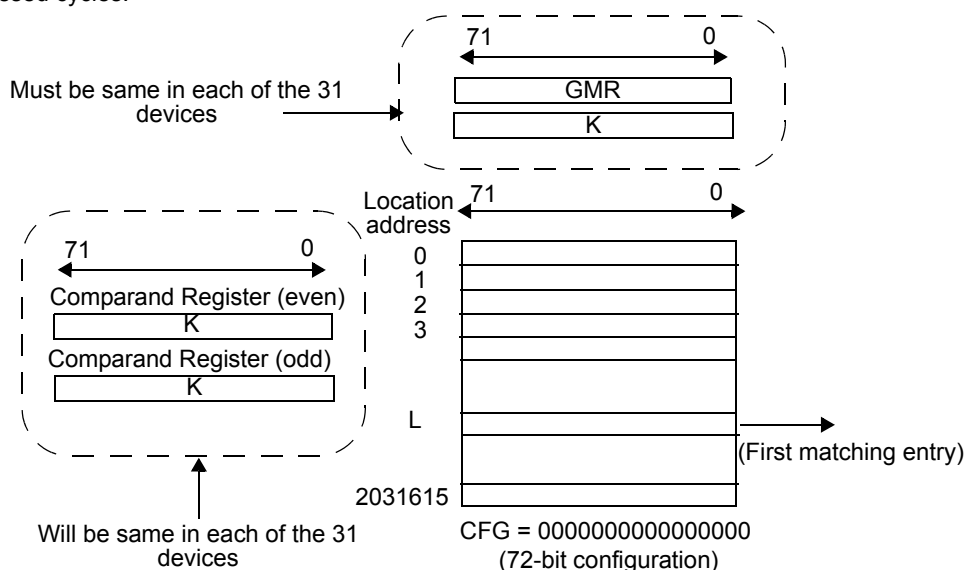 71 0
GMR
K
Must be same in each of the 31
devices
Location
address
71 0
0
1
2
3
L
2031615
(First matching entry)
CFG = 0000000000000000
(72-bit configuration)
71 0
Comparand Register (even)
K
Comparand Register (odd)
K
Will be same in each of the 31
devices